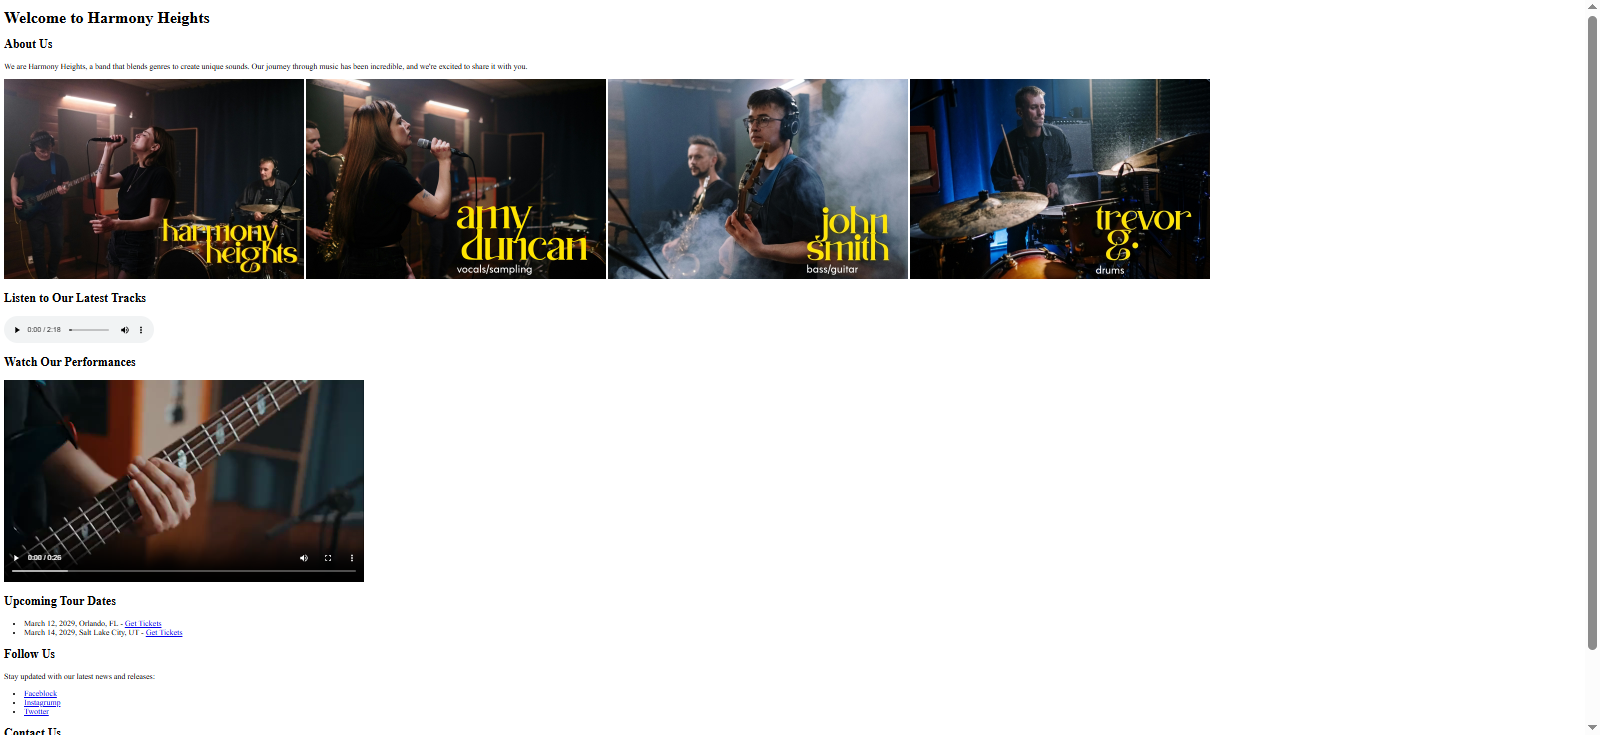 Welcome to Harmony Heights
About Us
We are Harmony Heights, a band that blends genres to create unique sounds. Our journey through music has been incredible, and we're excited to share it with you.
harmony
heights
amy
duncan
vocals/sampling
john
smith
bass/guitar
trevor
g.
drums
Listen to Our Latest Tracks
0:00 / 2:18
Watch Our Performances
0:00 / 0:26
Upcoming Tour Dates
• March 12, 2029, Orlando, FL - Get Tickets
• March 14, 2029, Salt Lake City, UT - Get Tickets
Follow Us
Stay updated with our latest news and releases:
• Faceblock
• Instagrump
• Twotter
Contact Us